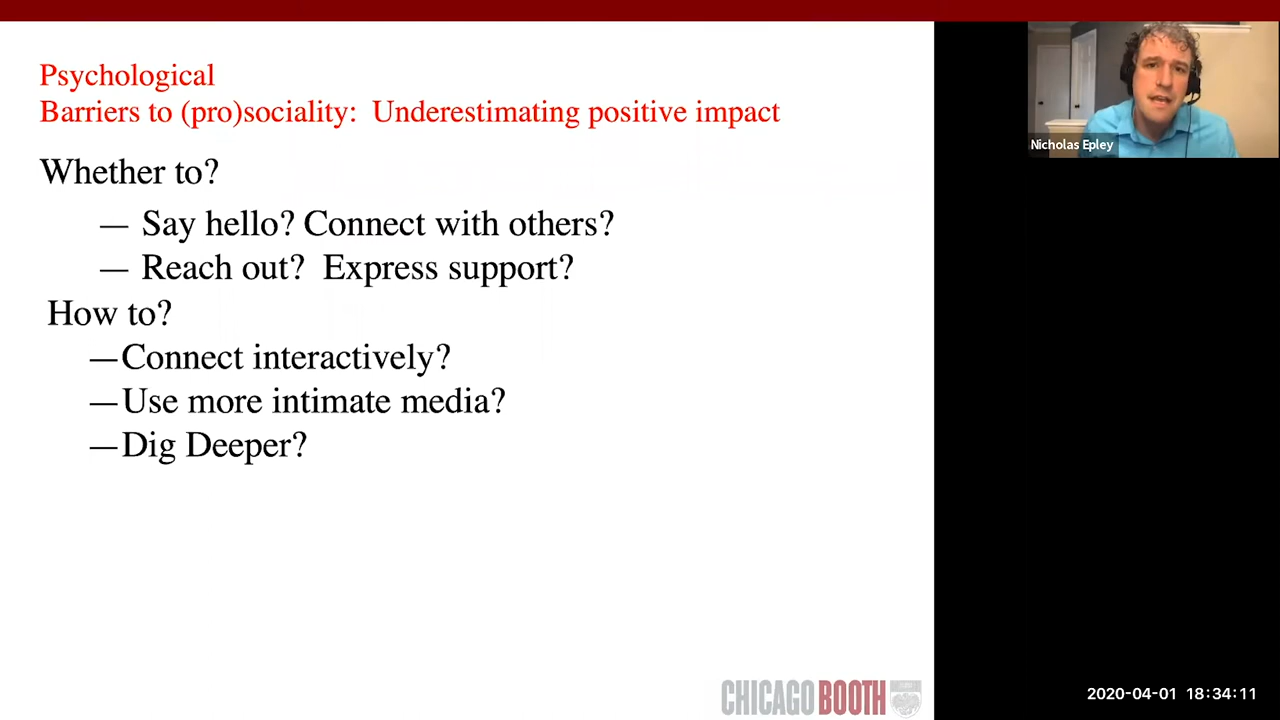 Psychological
Barriers to (pro)sociality: Underestimating positive impact
Whether to?
— Say hello? Connect with others?
— Reach out? Express support?
How to?
—Connect interactively?
—Use more intimate media?
—Dig Deeper?
CHICAGO BOOTH
Nicholas Epley
2020-04-01 18:34:11